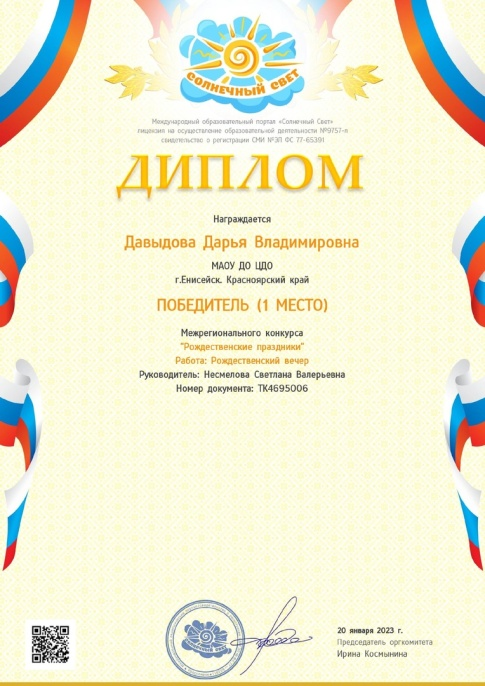 СОЛНЕЧНЫЙ СВЕТ
Международный образовательный портал «Солнечный Свет»
лицензия на осуществление образовательной деятельности №9757-л
свидетельство о регистрации СМИ №ЭЛ ФС 77-65391
ДИПЛОМ
Награждается
Давыдова Дарья Владимировна
МАОУ ДО ЦДО
г.Енисейск. Красноярский край
ПОБЕДИТЕЛЬ (1 МЕСТО)
Межрегионального конкурса
"Рождественские праздники"
Работа: Рождественский вечер
Руководитель: Несмелова Светлана Валерьевна
Номер документа: ТК4695006
СОЛНЕЧНЫЙ СВЕТ
20 января 2023 г.
Председатель оргкомитета
Ирина Космынина